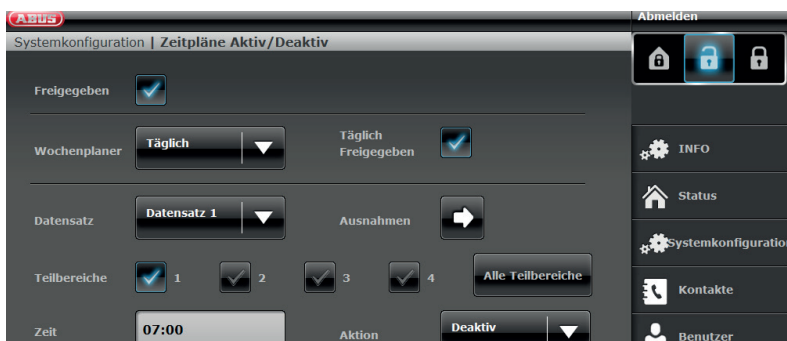 ABUS
Abmelden
Systemkonfiguration | Zeitpläne Aktiv/Deaktiv
Freigegeben
Wochenplaner
Täglich
Täglich
Freigegeben
Datensatz
Datensatz 1
Ausnahmen
Teilbereiche
1
2
3
4
Alle Teilbereiche
Zeit
07:00
Aktion
Deaktiv
INFO
Status
Systemkonfiguratio
Kontakte
Benutzer